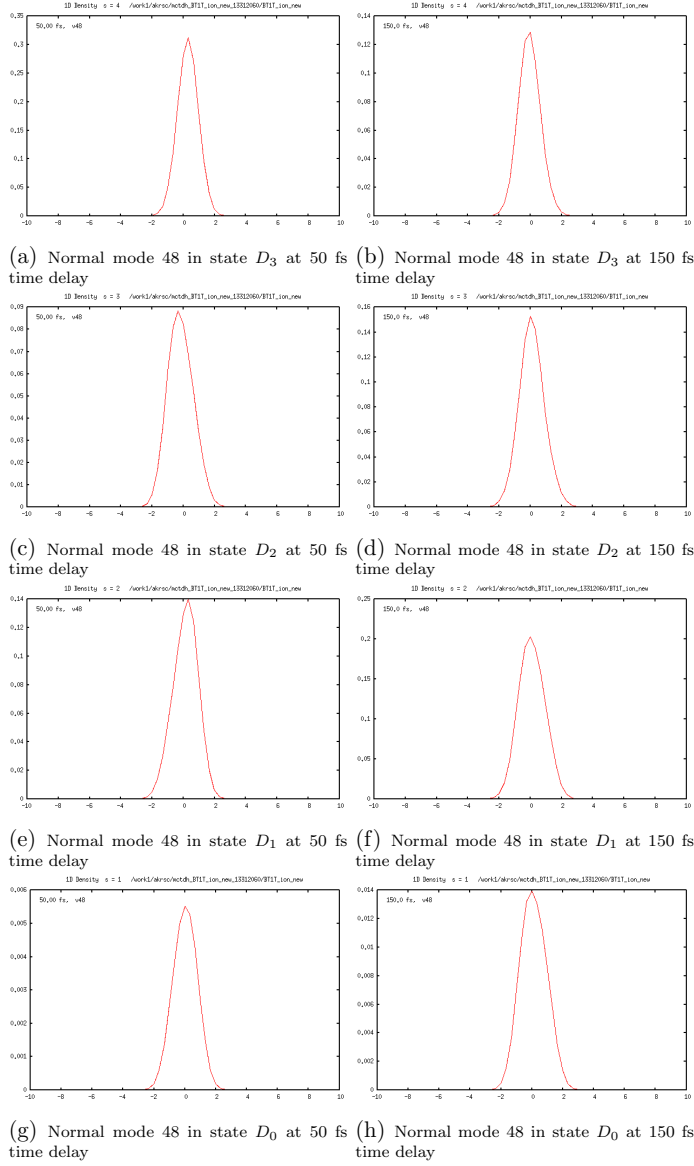 1D Density s = 4 /work1/akrsc/mctdh_BT1T_ion_new_13312060/BT1T_ion_new
50.00 fs, v48
0.35
0.3
0.25
0.2
0.15
0.1
0.05
0
-10 -8 -6 -4 -2 0 2 4 6 8 10
1D Density s = 4 /work1/akrsc/mctdh_BT1T_ion_new_13312060/BT1T_ion_new
150.0 fs, v48
0.14
0.12
0.1
0.08
0.06
0.04
0.02
0
-10 -8 -6 -4 -2 0 2 4 6 8 10
(a) Normal mode 48 in state D3 at 50 fs
time delay
(b) Normal mode 48 in state D3 at 150 fs
time delay
1D Density s = 3 /work1/akrsc/mctdh_BT1T_ion_new_13312060/BT1T_ion_new
50.00 fs, v48
0.09
0.08
0.07
0.06
0.05
0.04
0.03
0.02
0.01
0
-10 -8 -6 -4 -2 0 2 4 6 8 10
1D Density s = 3 /work1/akrsc/mctdh_BT1T_ion_new_13312060/BT1T_ion_new
150.0 fs, v48
0.16
0.14
0.12
0.1
0.08
0.06
0.04
0.02
0
-10 -8 -6 -4 -2 0 2 4 6 8 10
(c) Normal mode 48 in state D2 at 50 fs
time delay
(d) Normal mode 48 in state D2 at 150 fs
time delay
1D Density s = 2 /work1/akrsc/mctdh_BT1T_ion_new_13312060/BT1T_ion_new
50.00 fs, v48
0.14
0.12
0.1
0.08
0.06
0.04
0.02
0
-10 -8 -6 -4 -2 0 2 4 6 8 10
1D Density s = 2 /work1/akrsc/mctdh_BT1T_ion_new_13312060/BT1T_ion_new
150.0 fs, v48
0.25
0.2
0.15
0.1
0.05
0
-10 -8 -6 -4 -2 0 2 4 6 8 10
(e) Normal mode 48 in state D1 at 50 fs
time delay
(f) Normal mode 48 in state D1 at 150 fs
time delay
1D Density s = 1 /work1/akrsc/mctdh_BT1T_ion_new_13312060/BT1T_ion_new
50.00 fs, v48
0.006
0.005
0.004
0.003
0.002
0.001
0
-10 -8 -6 -4 -2 0 2 4 6 8 10
1D Density s = 1 /work1/akrsc/mctdh_BT1T_ion_new_13312060/BT1T_ion_new
150.0 fs, v48
0.014
0.012
0.01
0.008
0.006
0.004
0.002
0
-10 -8 -6 -4 -2 0 2 4 6 8 10
(g) Normal mode 48 in state D0 at 50 fs
time delay
(h) Normal mode 48 in state D0 at 150 fs
time delay